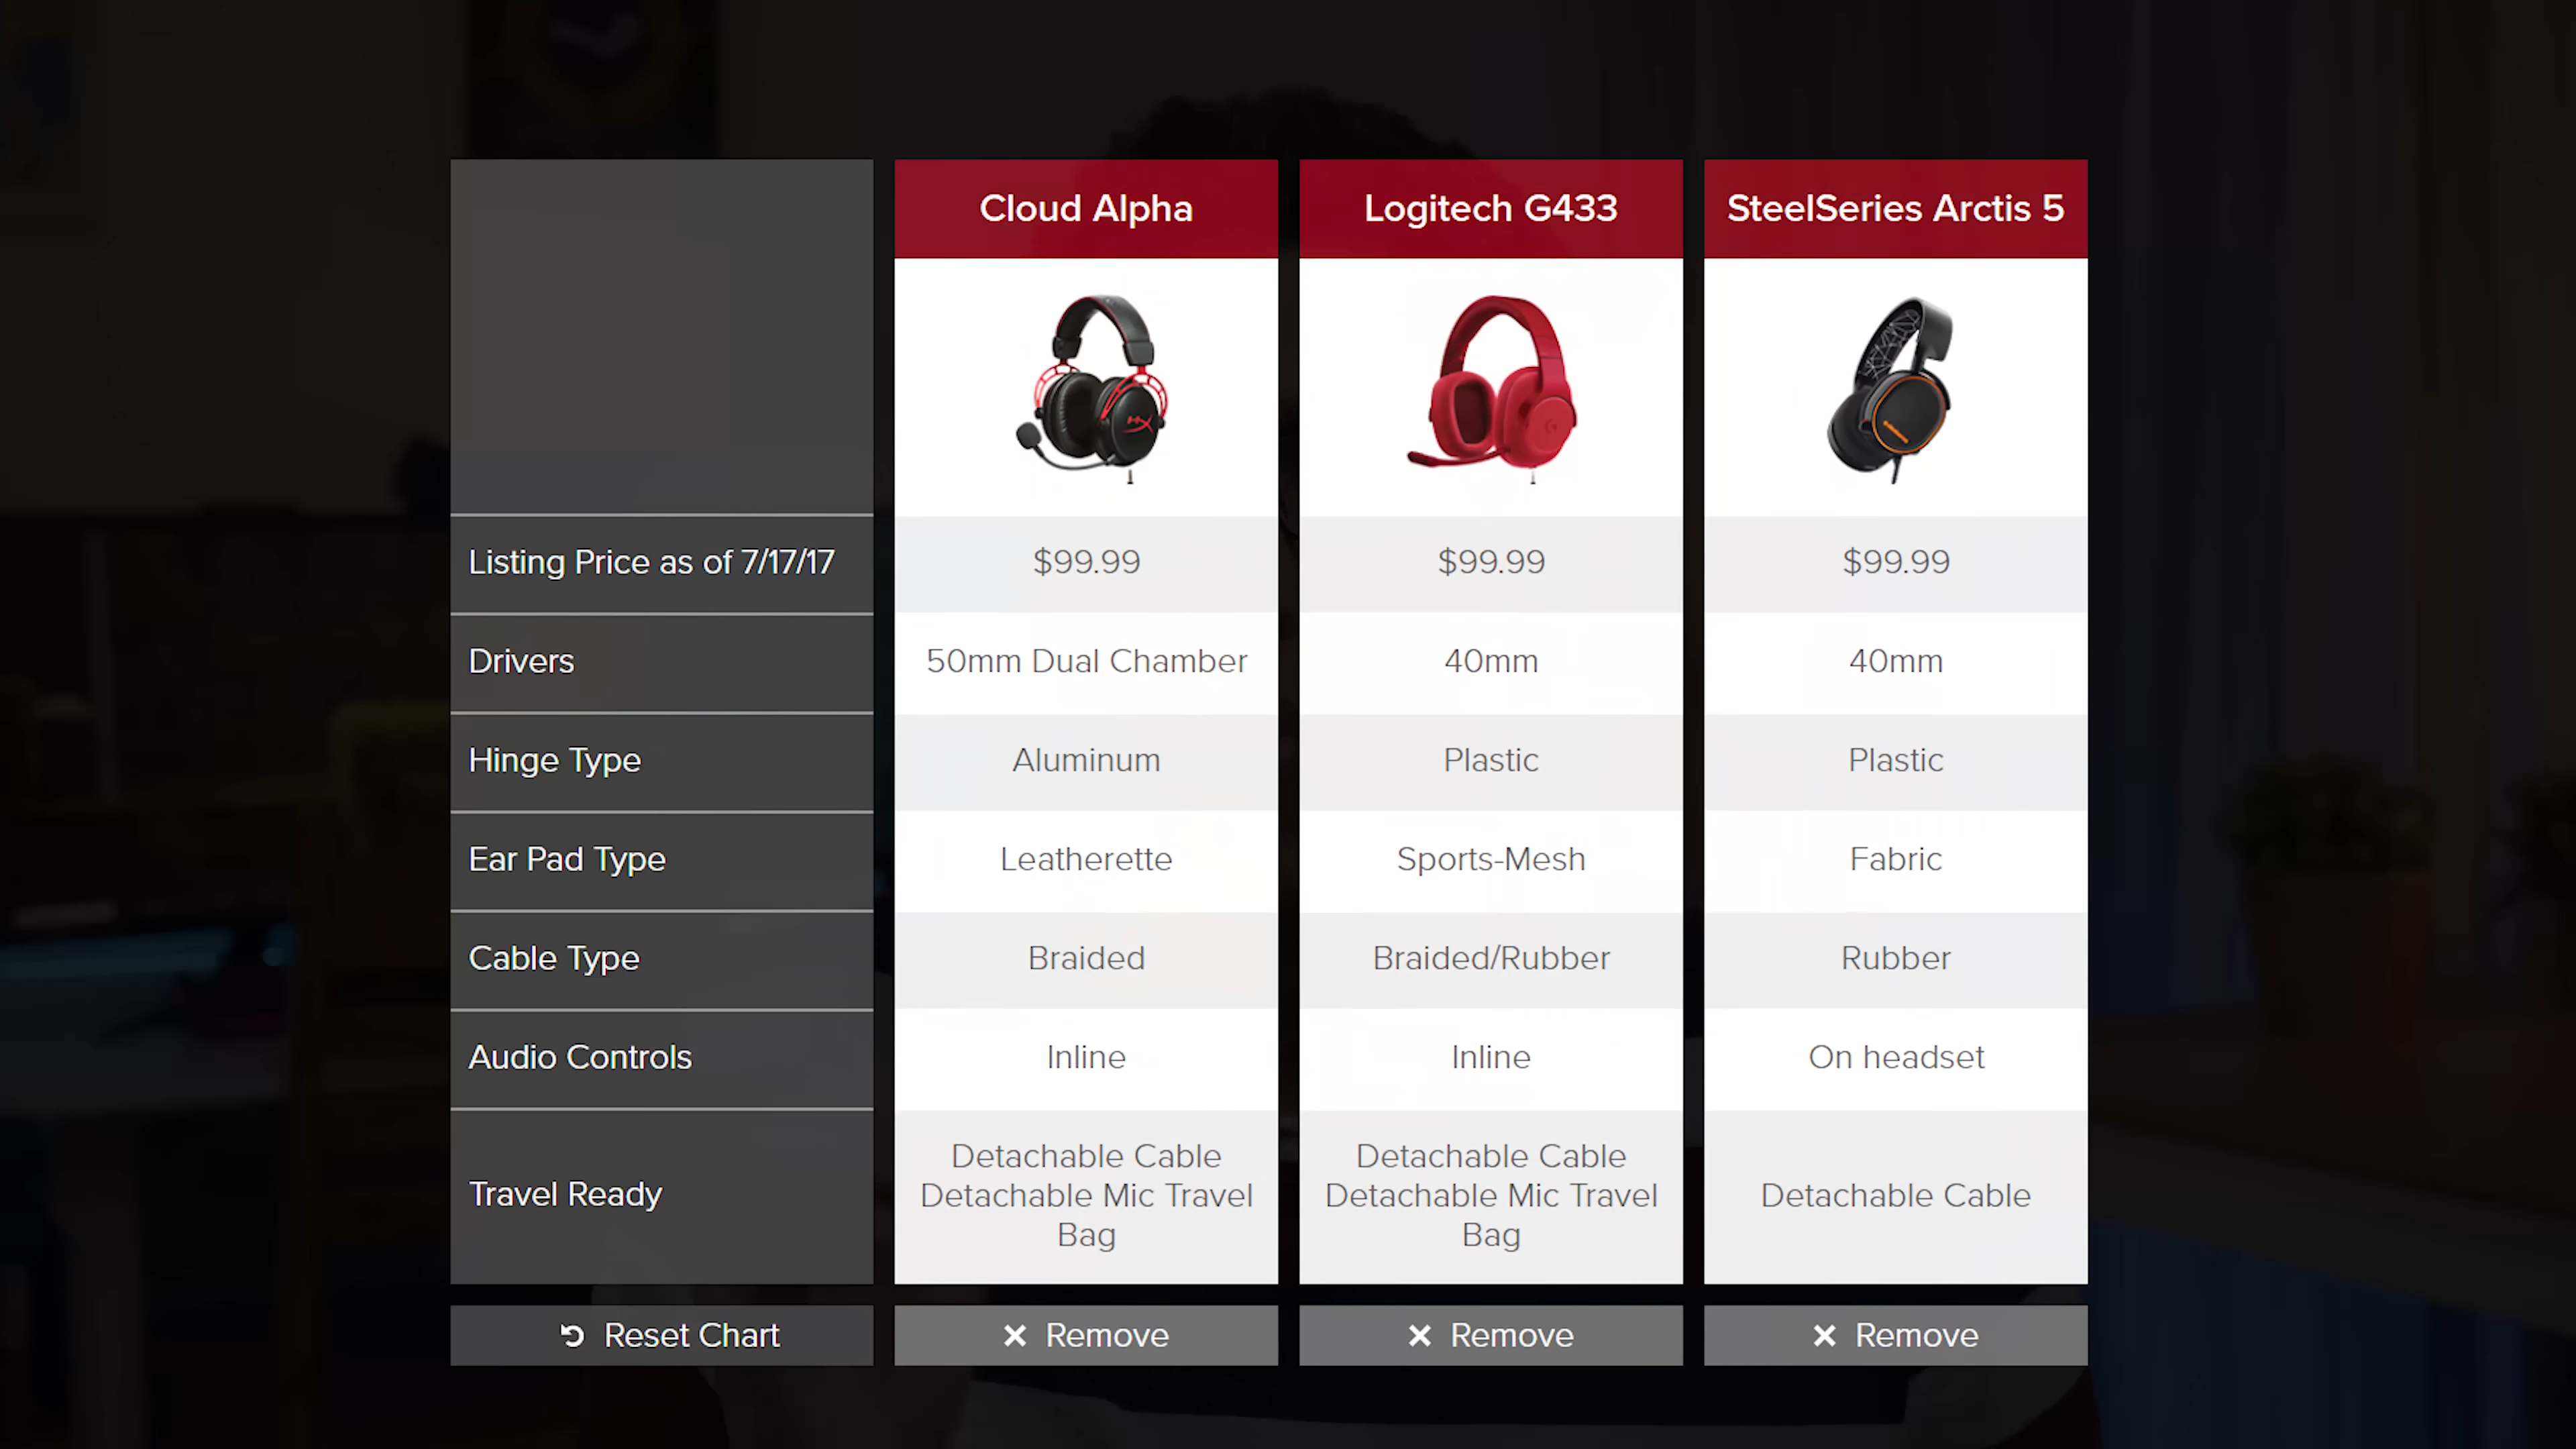 Cloud Alpha
Logitech G433
SteelSeries Arctis 5
HX
Listing Price as of 7/17/17
$99.99
$99.99
$99.99
Drivers
50mm Dual Chamber
40mm
40mm
Hinge Type
Aluminum
Plastic
Plastic
Ear Pad Type
Leatherette
Sports-Mesh
Fabric
Cable Type
Braided
Braided/Rubber
Rubber
Audio Controls
Inline
Inline
On headset
Travel Ready
Detachable Cable
Detachable Mic Travel
Bag
Detachable Cable
Detachable Mic Travel
Bag
Detachable Cable
Reset Chart
Remove
Remove
Remove